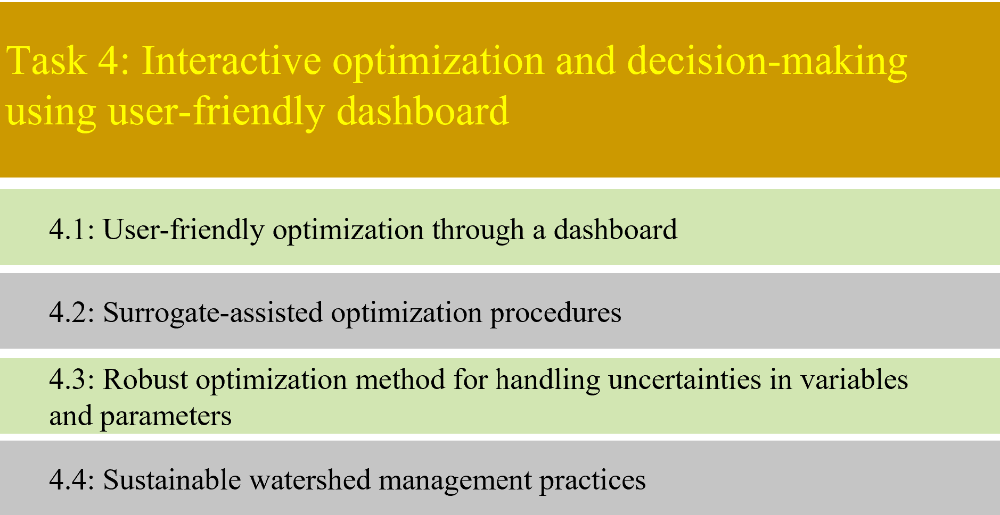 Task 4: Interactive optimization and decision-making
using user-friendly dashboard
4.1: User-friendly optimization through a dashboard
4.2: Surrogate-assisted optimization procedures
4.3: Robust optimization method for handling uncertainties in variables
and parameters
4.4: Sustainable watershed management practices